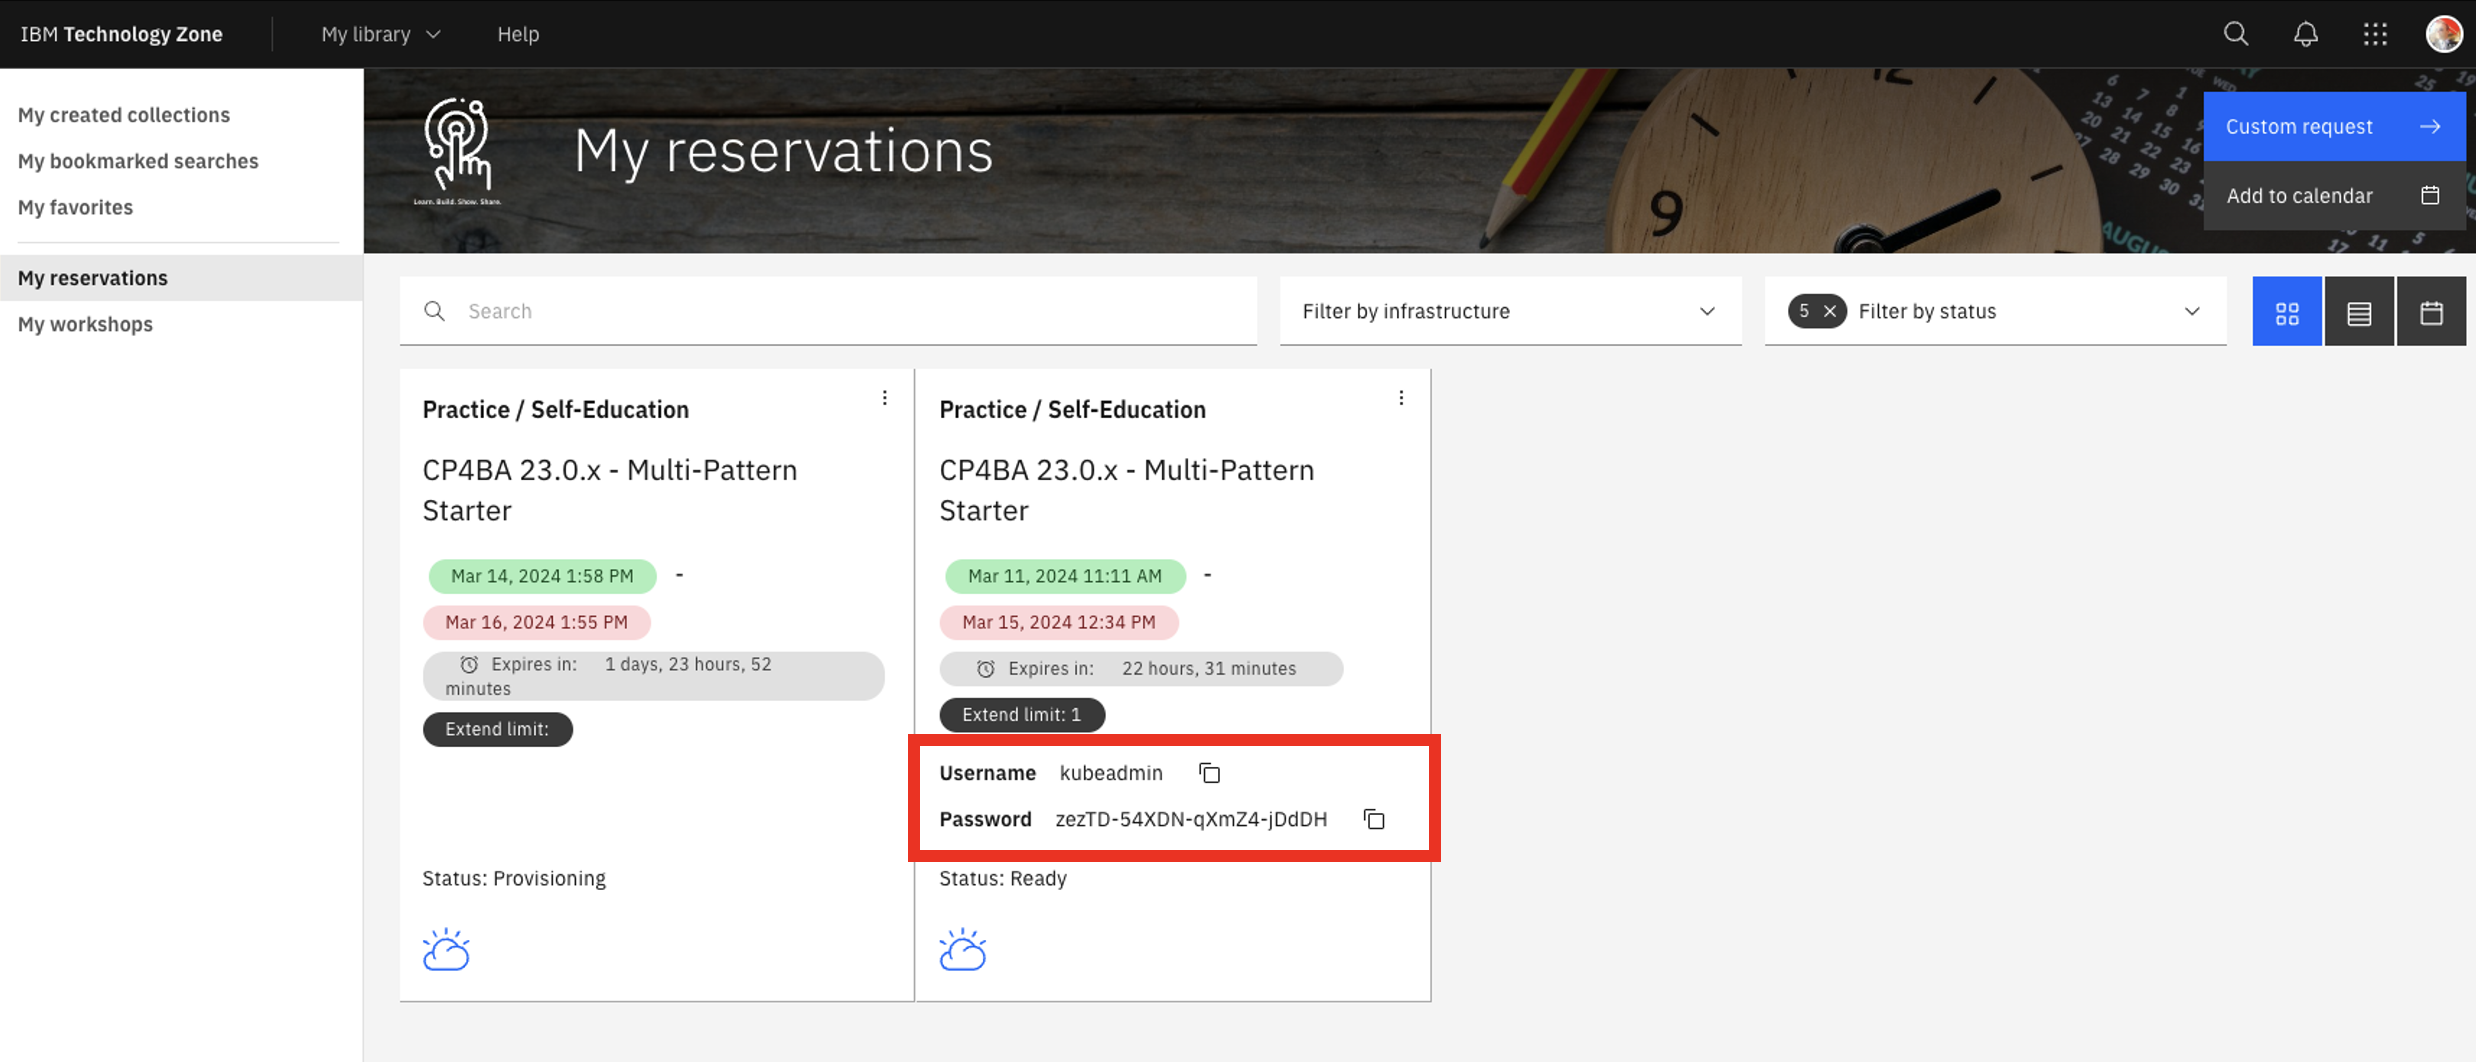 IBM Technology Zone
My library
Help
My created collections
My bookmarked searches
My favorites
My reservations
My workshops
Learn. Build. Show. Share.
My reservations
12
9
Custom request
Add to calendar
Search
Filter by infrastructure
5
Filter by status
Practice / Self-Education
CP4BA 23.0.x - Multi-Pattern
Starter
Mar 14, 2024 1:58 PM -
Mar 16, 2024 1:55 PM
Expires in: 1 days, 23 hours, 52
minutes
Extend limit:
Status: Provisioning
Practice / Self-Education
CP4BA 23.0.x - Multi-Pattern
Starter
Mar 11, 2024 11:11 AM -
Mar 15, 2024 12:34 PM
Expires in: 22 hours, 31 minutes
Extend limit: 1
Username kubeadmin
Password zezTD-54XDN-qXmZ4-jDdDH
Status: Ready